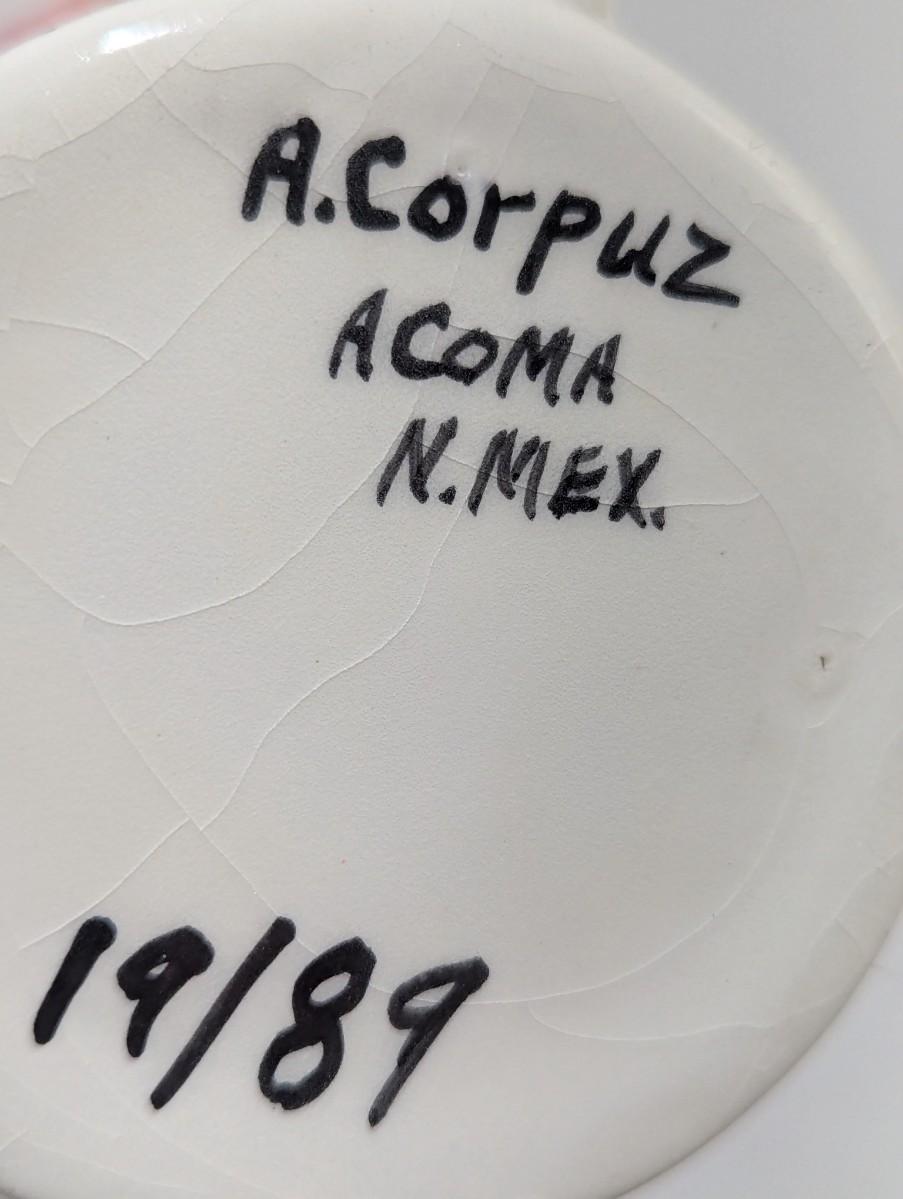 A. Corpuz
ACOMA
N. MEX.
19/89